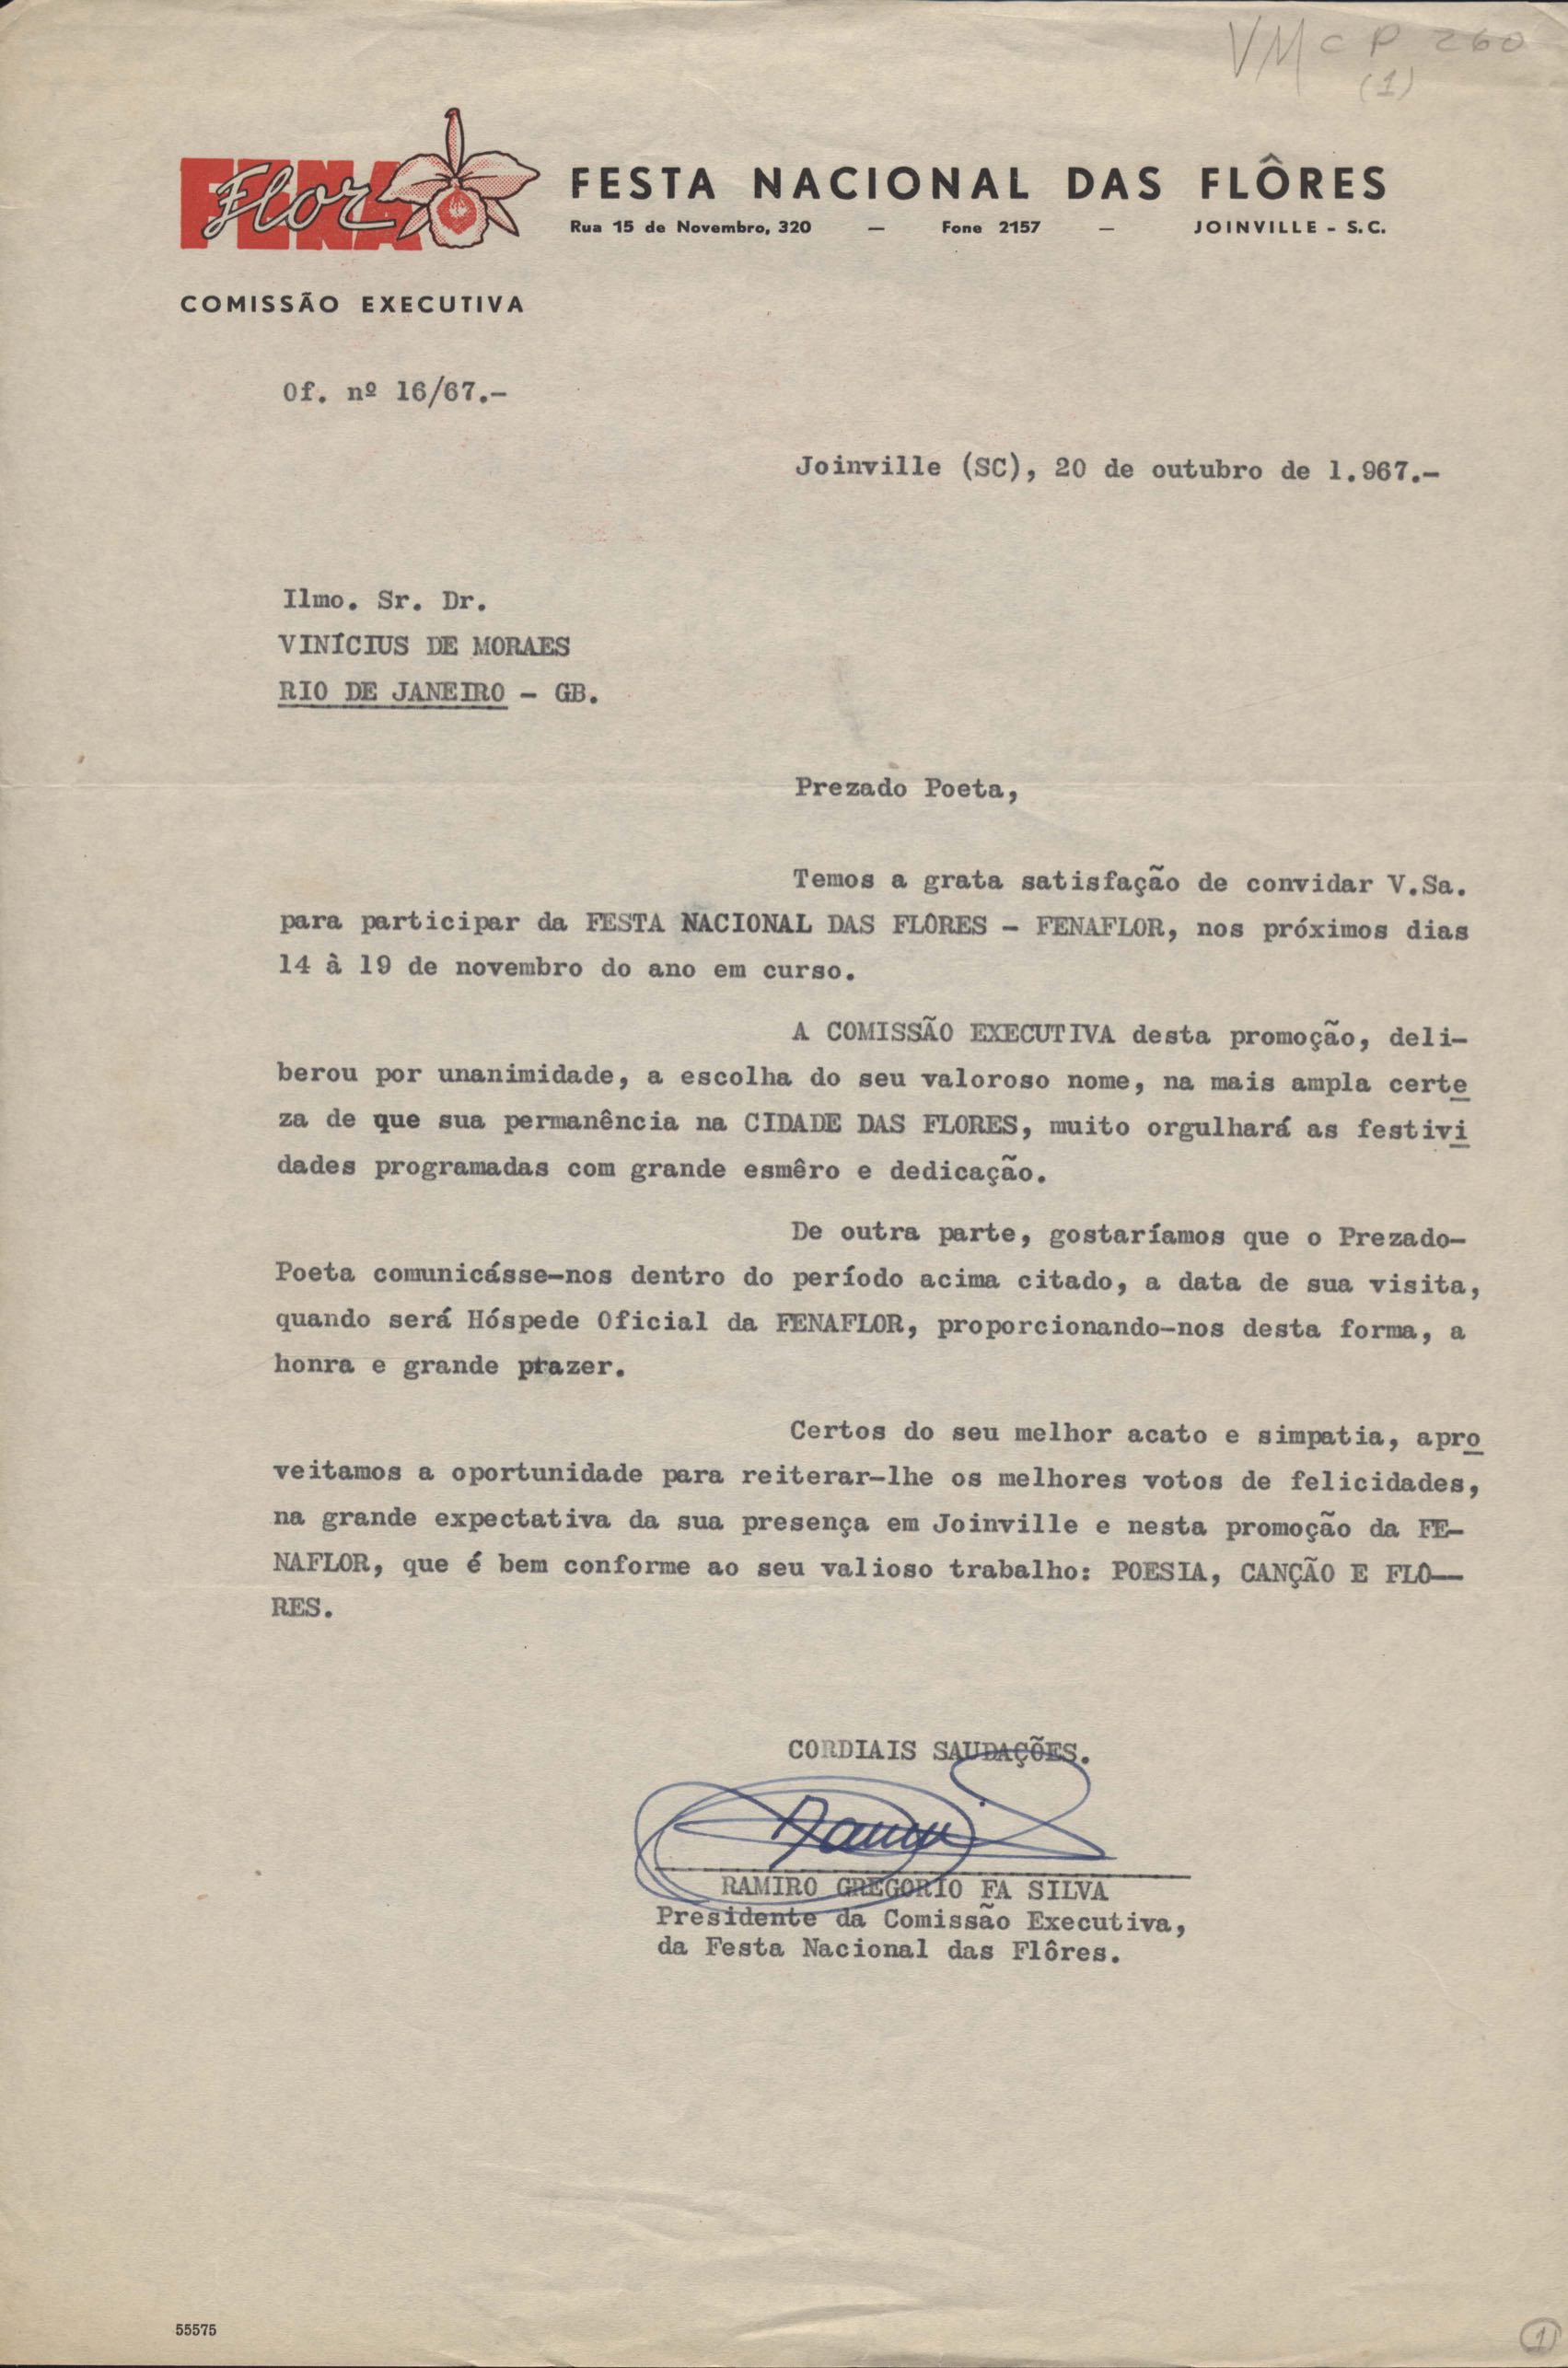 VMCP 260
(1)
FENA Flor
FESTA NACIONAL DAS FLÔRES
Rua 15 de Novembro, 320 — Fone 2157 — JOINVILLE - S.C.
COMISSÃO EXECUTIVA
Of. nº 16/67.-
Joinville (SC), 20 de outubro de 1.967.-
Ilmo. Sr. Dr.
VINÍCIUS DE MORAES
RIO DE JANEIRO - GB.
Prezado Poeta,
Temos a grata satisfação de convidar V.Sa.
para participar da FESTA NACIONAL DAS FLÔRES - FENAFLOR, nos próximos dias
14 à 19 de novembro do ano em curso.
A COMISSÃO EXECUTIVA desta promoção, deli-
berou por unanimidade, a escolha do seu valoroso nome, na mais ampla certe
za de que sua permanência na CIDADE DAS FLORES, muito orgulhará as festivi
dades programadas com grande esmêro e dedicação.
De outra parte, gostaríamos que o Prezado-
Poeta comunicásse-nos dentro do período acima citado, a data de sua visita,
quando será Hóspede Oficial da FENAFLOR, proporcionando-nos desta forma, a
honra e grande prazer.
Certos do seu melhor acato e simpatia, apro
veitamos a oportunidade para reiterar-lhe os melhores votos de felicidades,
na grande expectativa da sua presença em Joinville e nesta promoção da FE-
NAFLOR, que é bem conforme ao seu valioso trabalho: POESIA, CANÇÃO E FLÔ--
RES.
CORDIAIS SAUDAÇÕES.
RAMIRO GREGORIO FA SILVA
Presidente da Comissão Executiva,
da Festa Nacional das Flôres.
55575
1